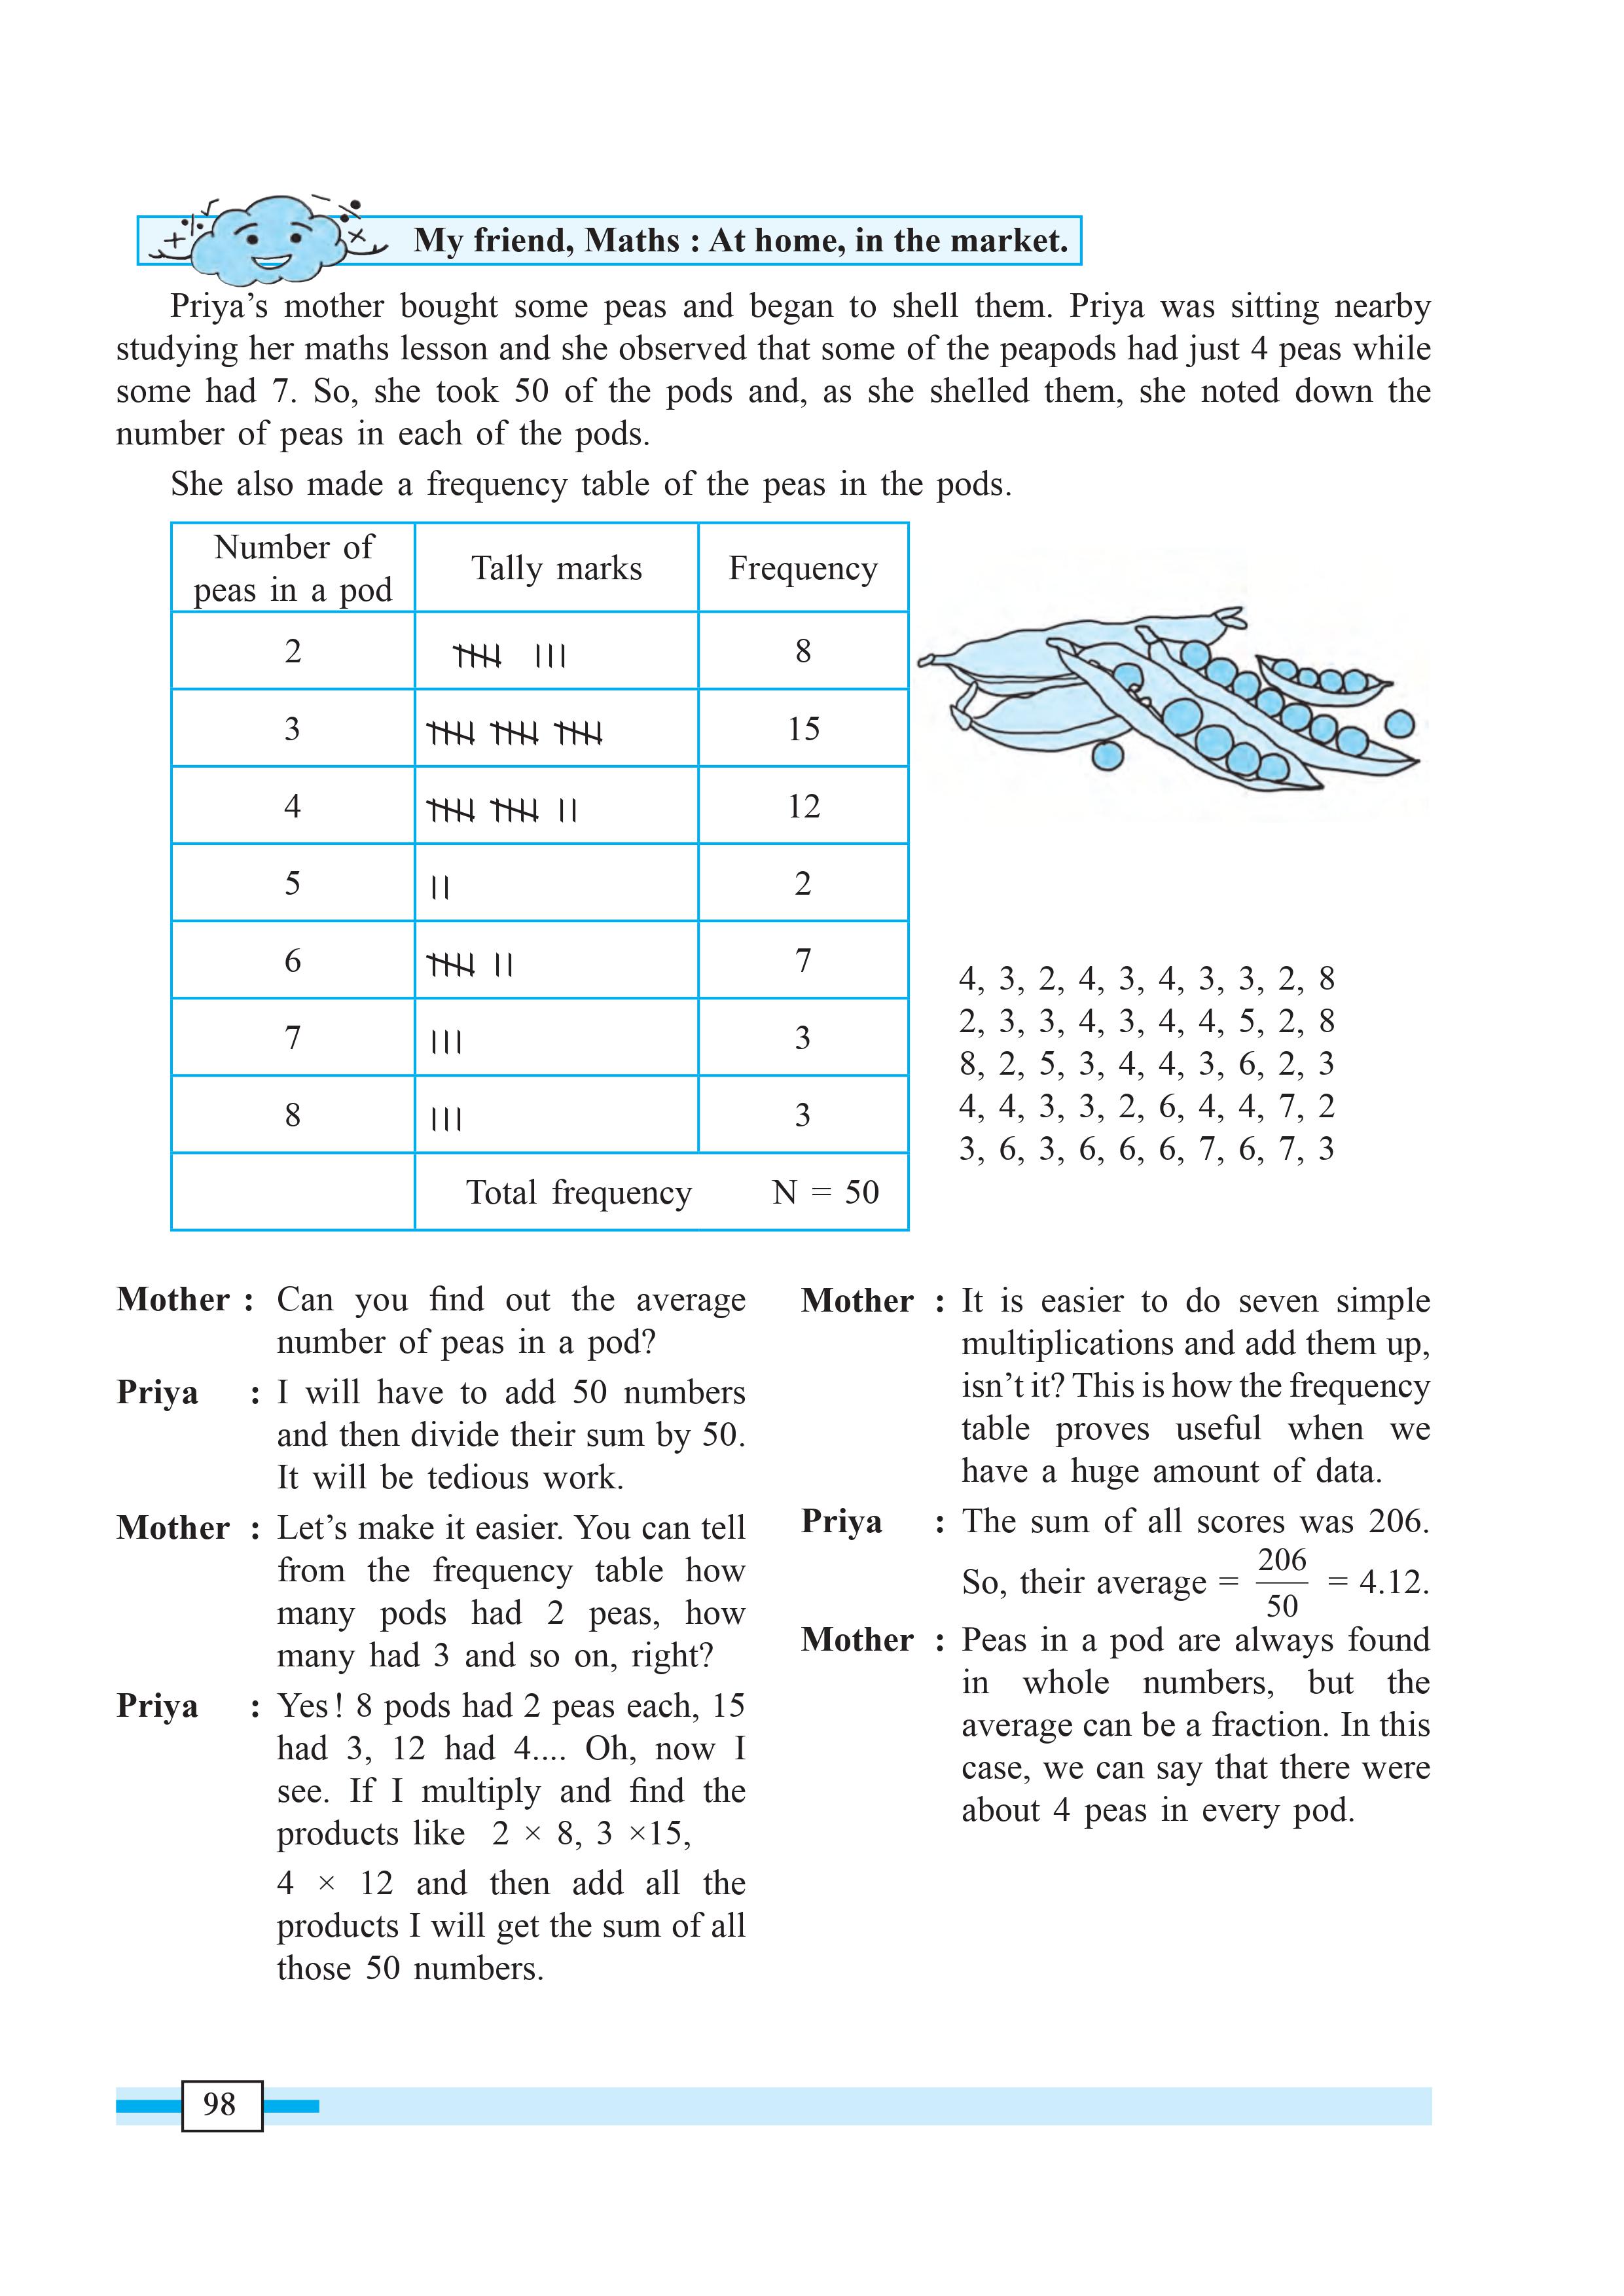 My friend, Maths : At home, in the market.
Priya’s mother bought some peas and began to shell them. Priya was sitting nearby
studying her maths lesson and she observed that some of the peapods had just 4 peas while
some had 7. So, she took 50 of the pods and, as she shelled them, she noted down the
number of peas in each of the pods.
She also made a frequency table of the peas in the pods.
Number of
peas in a pod
Tally marks
Frequency
2 8
3 15
4 12
5 2
6 7
7 3
8 3
Total frequency N = 50
4, 3, 2, 4, 3, 4, 3, 3, 2, 8
2, 3, 3, 4, 3, 4, 4, 5, 2, 8
8, 2, 5, 3, 4, 4, 3, 6, 2, 3
4, 4, 3, 3, 2, 6, 4, 4, 7, 2
3, 6, 3, 6, 6, 6, 7, 6, 7, 3
Mother : Can you find out the average
number of peas in a pod?
Priya : I will have to add 50 numbers
and then divide their sum by 50.
It will be tedious work.
Mother : Let’s make it easier. You can tell
from the frequency table how
many pods had 2 peas, how
many had 3 and so on, right?
Priya : Yes! 8 pods had 2 peas each, 15
had 3, 12 had 4.... Oh, now I
see. If I multiply and find the
products like 2 × 8, 3 ×15,
4 × 12 and then add all the
products I will get the sum of all
those 50 numbers.
Mother : It is easier to do seven simple
multiplications and add them up,
isn’t it? This is how the frequency
table proves useful when we
have a huge amount of data.
Priya : The sum of all scores was 206.
So, their average = 206/50 = 4.12.
Mother : Peas in a pod are always found
in whole numbers, but the
average can be a fraction. In this
case, we can say that there were
about 4 peas in every pod.
98